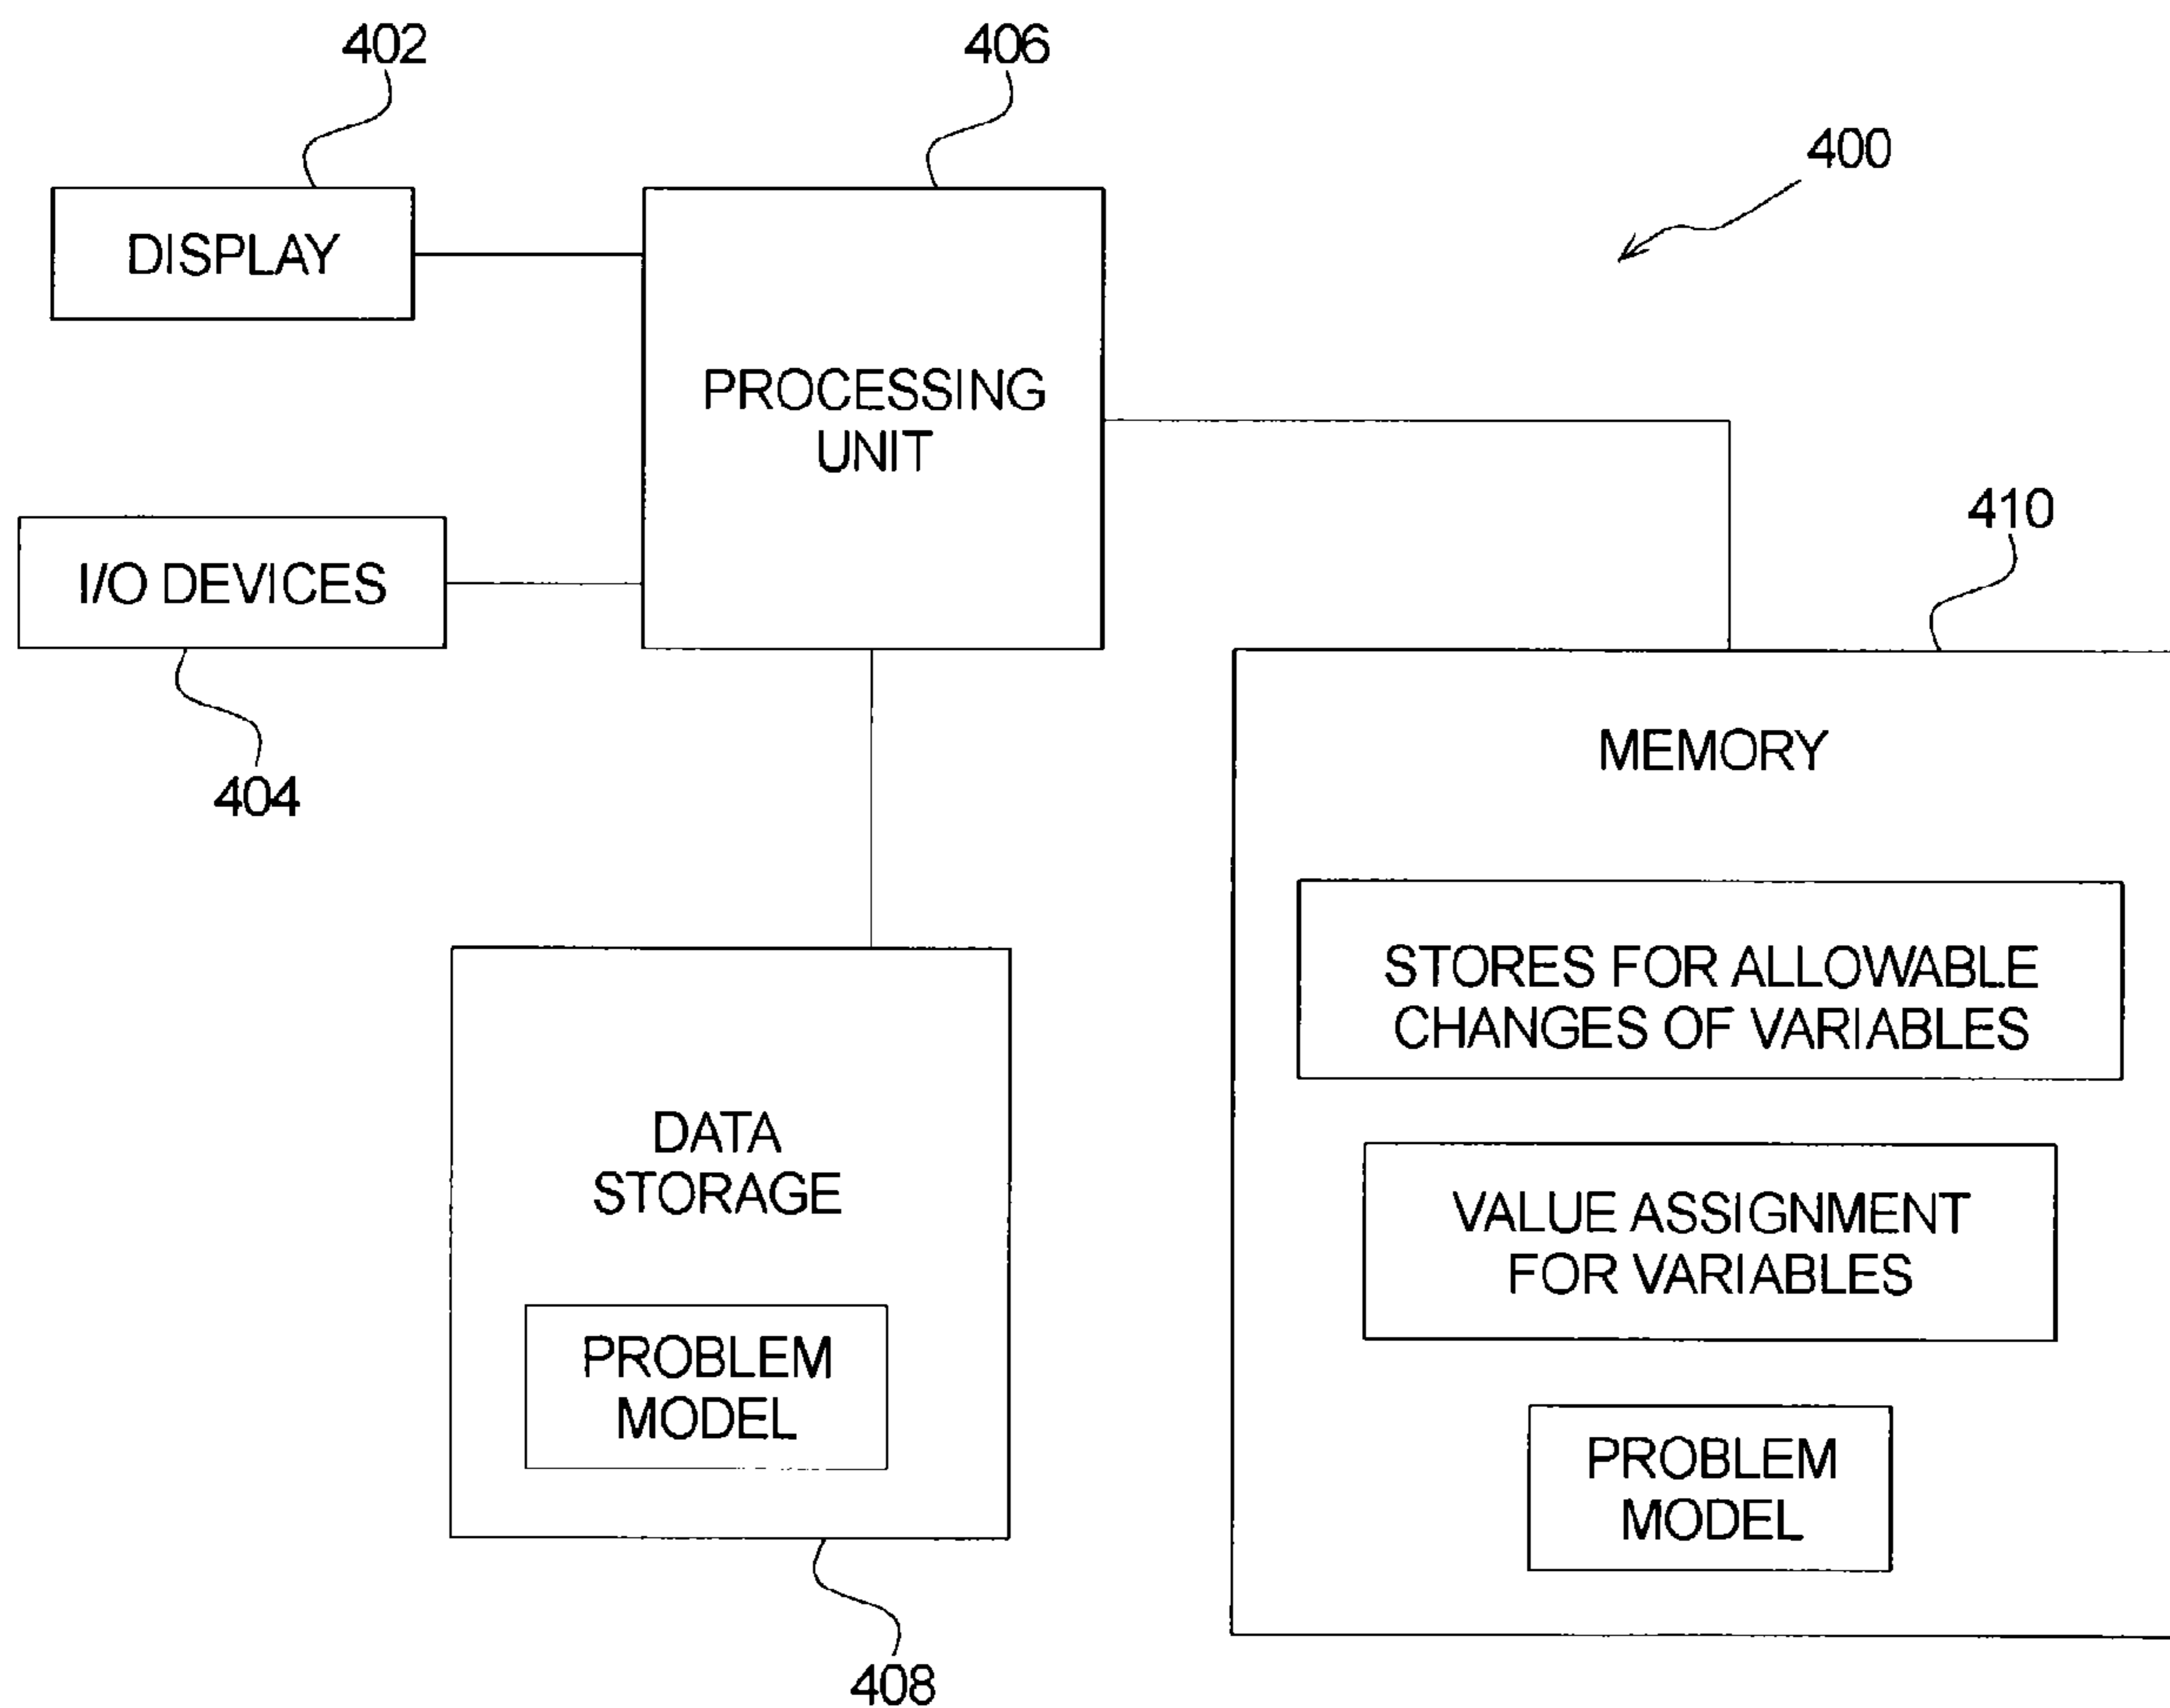 402
406
400
DISPLAY
PROCESSING
UNIT
410
I/O DEVICES
404
MEMORY
STORES FOR ALLOWABLE
CHANGES OF VARIABLES
DATA
STORAGE
VALUE ASSIGNMENT
FOR VARIABLES
PROBLEM
MODEL
PROBLEM
MODEL
408